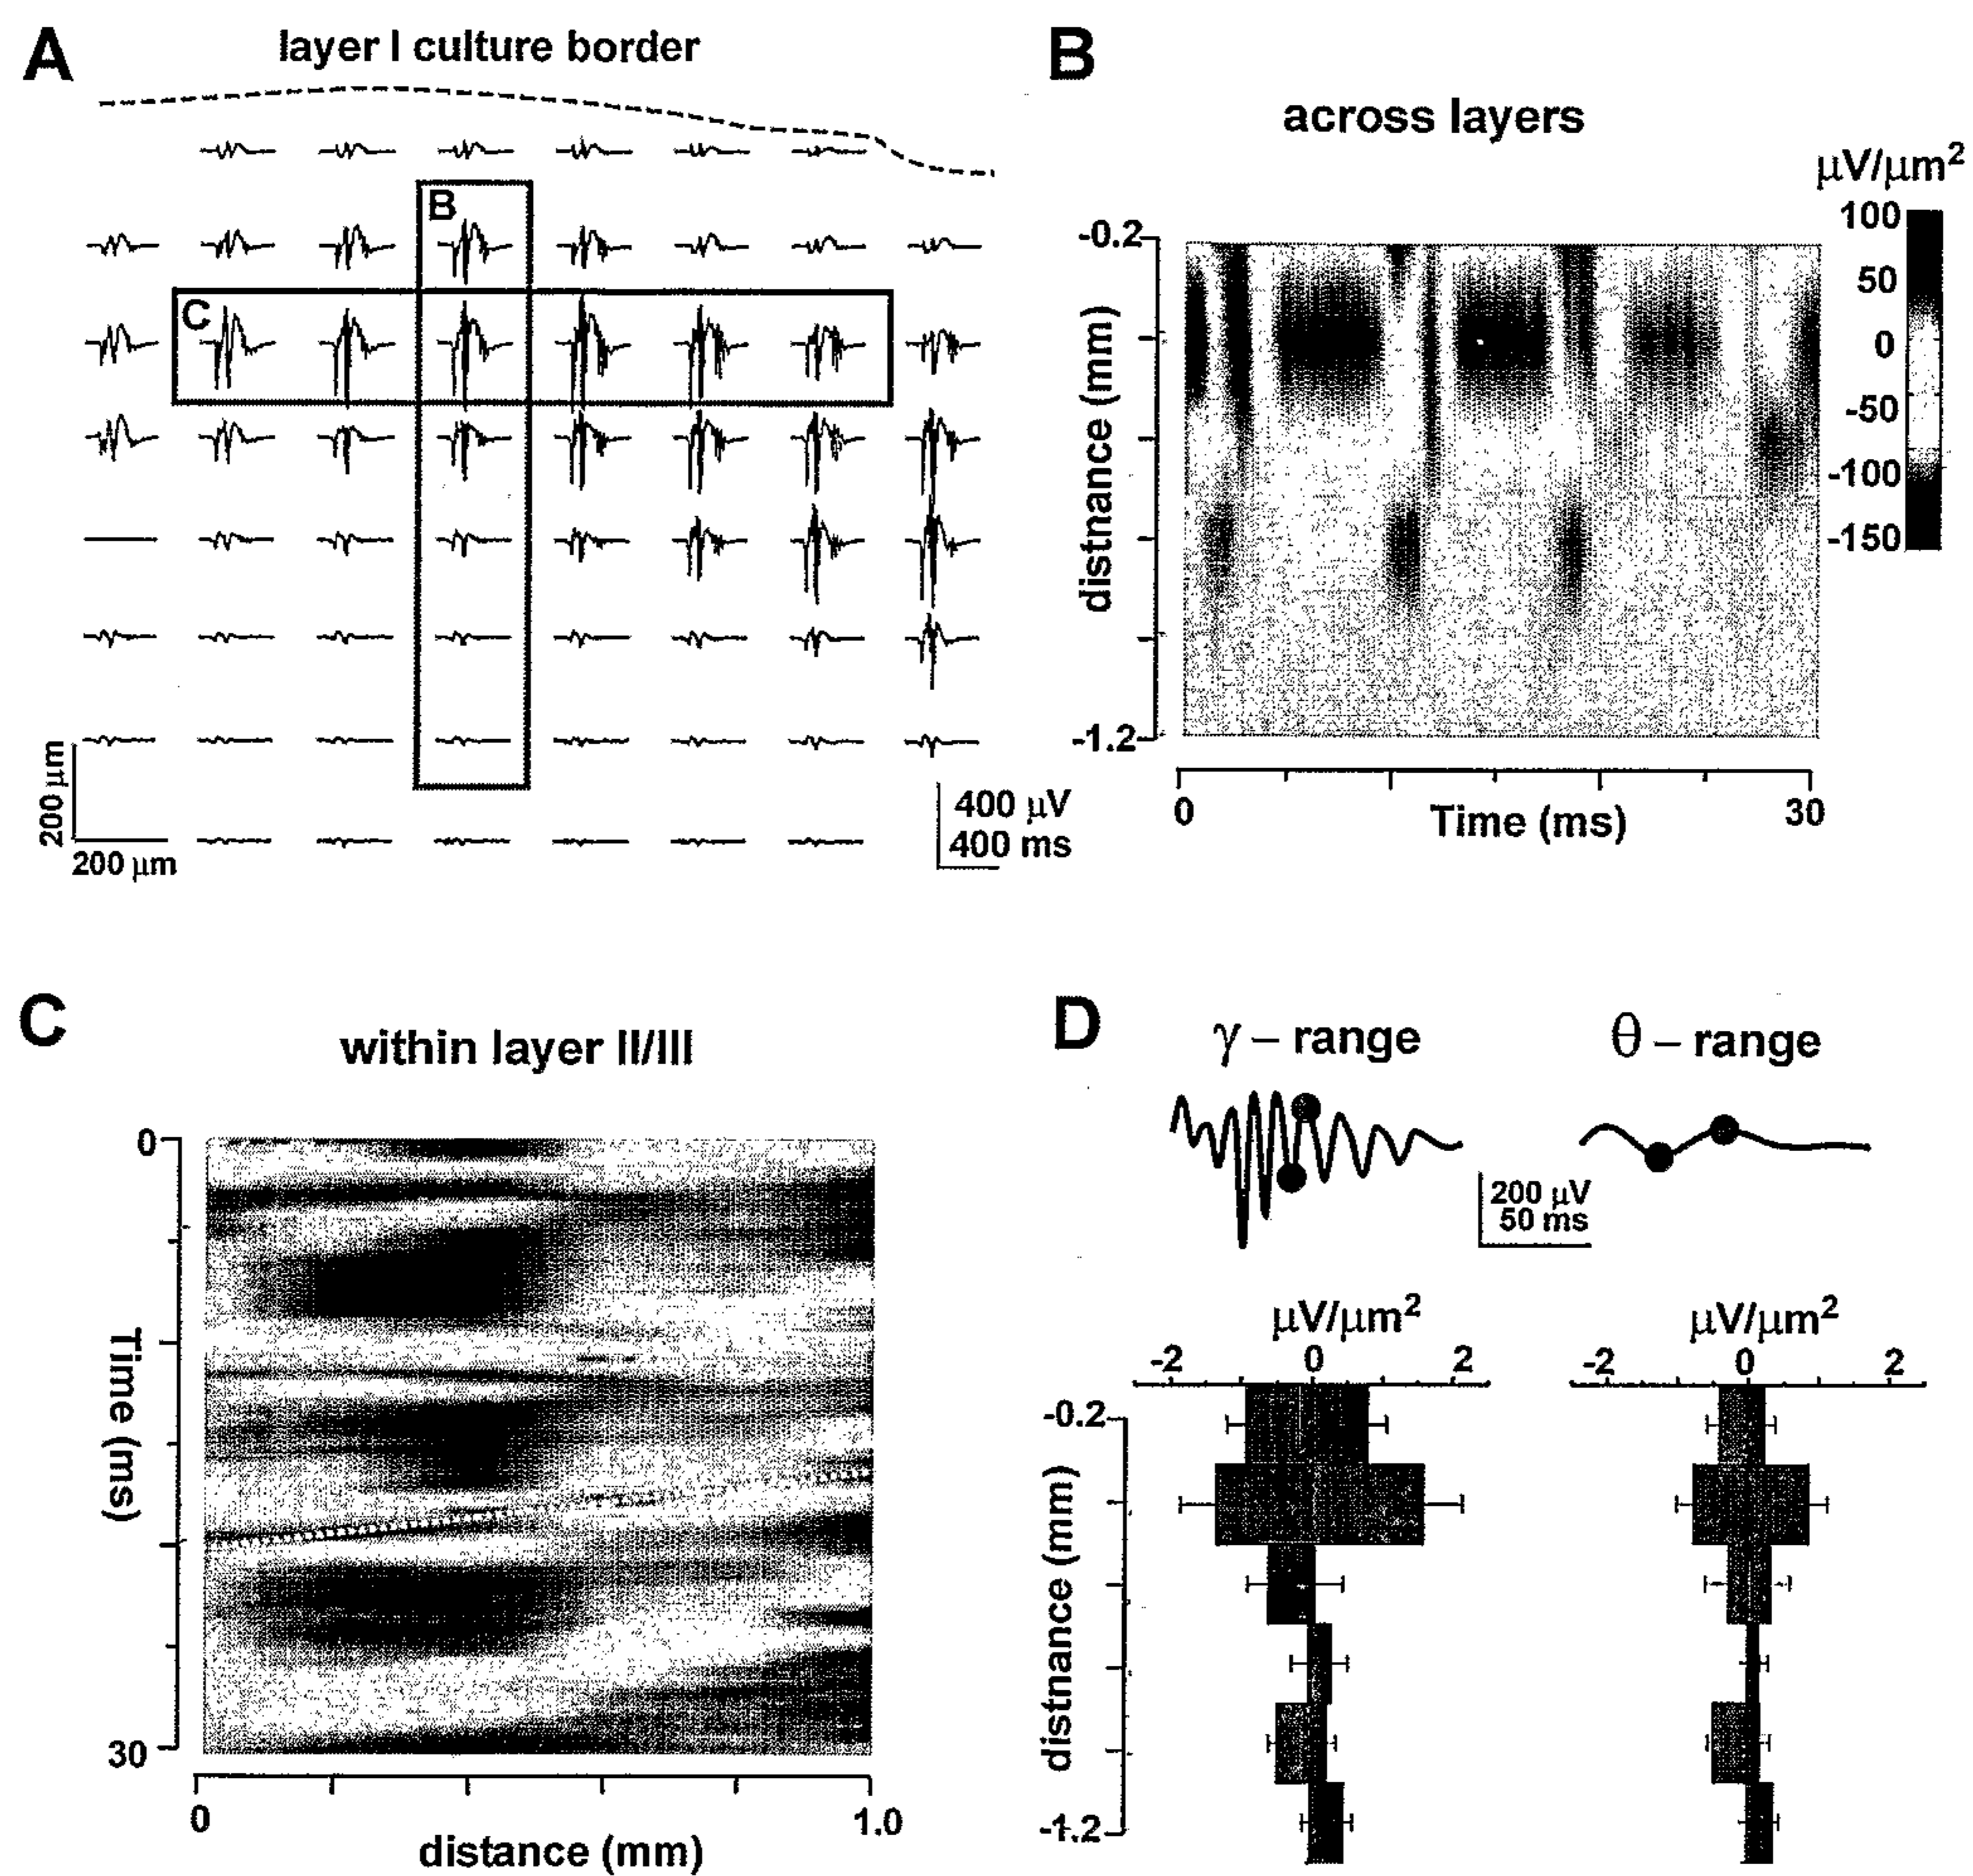 A
layer I culture border
B
C
200 μm
200 μm
400 μV
400 ms
B
across layers
μV/μm²
100
50
0
-50
-100
-150
-0.2
distnance (mm)
-1.2
0
Time (ms)
30
C
within layer II/III
0
Time (ms)
30
0
distance (mm)
1.0
D
γ – range
θ – range
200 μV
50 ms
μV/μm²
μV/μm²
-2 0 2
-2 0 2
-0.2
distnance (mm)
-1.2